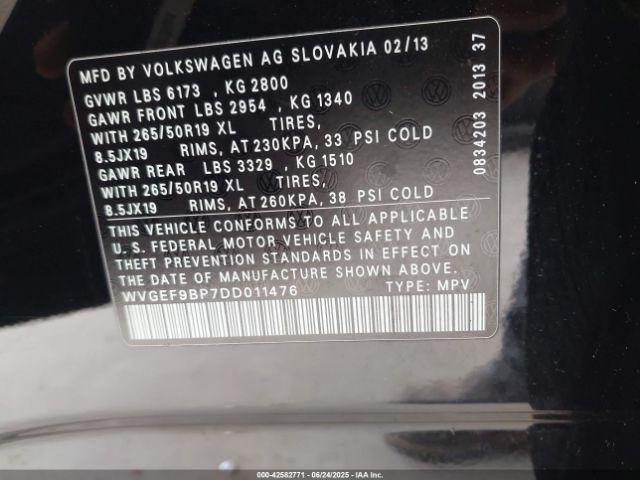 MFD BY VOLKSWAGEN AG SLOVAKIA 02/13
GVWR LBS 6173 , KG 2800
GAWR FRONT LBS 2954 , KG 1340
WITH 265/50R19 XL TIRES,
8.5JX19 RIMS, AT 230KPA, 33 PSI COLD
GAWR REAR LBS 3329 , KG 1510
WITH 265/50R19 XL TIRES,
8.5JX19 RIMS, AT 260KPA, 38 PSI COLD
THIS VEHICLE CONFORMS TO ALL APPLICABLE
U. S. FEDERAL MOTOR VEHICLE SAFETY AND
THEFT PREVENTION STANDARDS IN EFFECT ON
THE DATE OF MANUFACTURE SHOWN ABOVE.
WVGEF9BP7DD011476 TYPE: MPV
0834203 2013 37
000-42582771 - 06/24/2025 - IAAI.COM